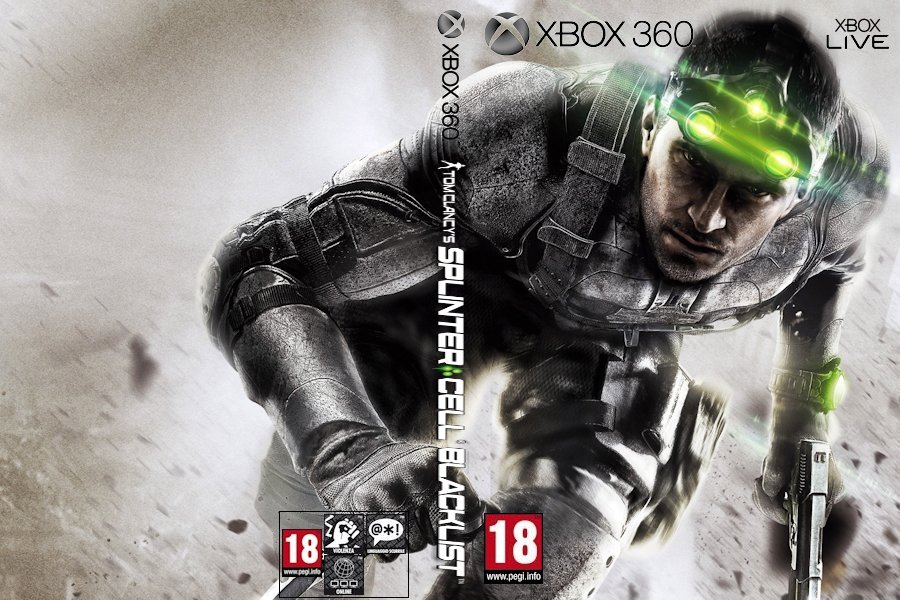 XBOX 360
XBOX
LIVE
XBOX 360
TOM CLANCY'S
SPLINTER CELL BLACKLIST
TM
18
www.pegi.info
VIOLENZA
@*!
LINGUAGGIO SCURRILE
ONLINE
18
www.pegi.info